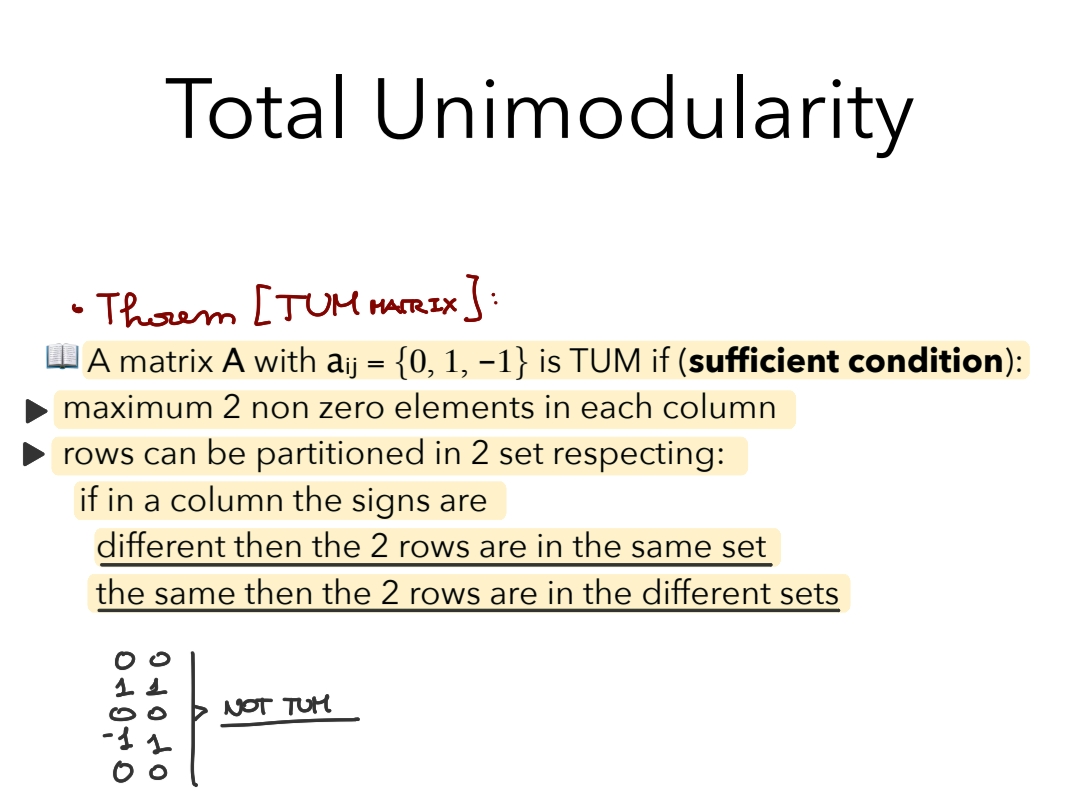 Total Unimodularity
• Thorem [TUM MATRIX]:
📖 A matrix A with aij = {0, 1, −1} is TUM if (sufficient condition):
▶ maximum 2 non zero elements in each column
▶ rows can be partitioned in 2 set respecting:
if in a column the signs are
different then the 2 rows are in the same set
the same then the 2 rows are in the different sets
0 0
1 1
0 0 NOT TUM
-1 1
0 0